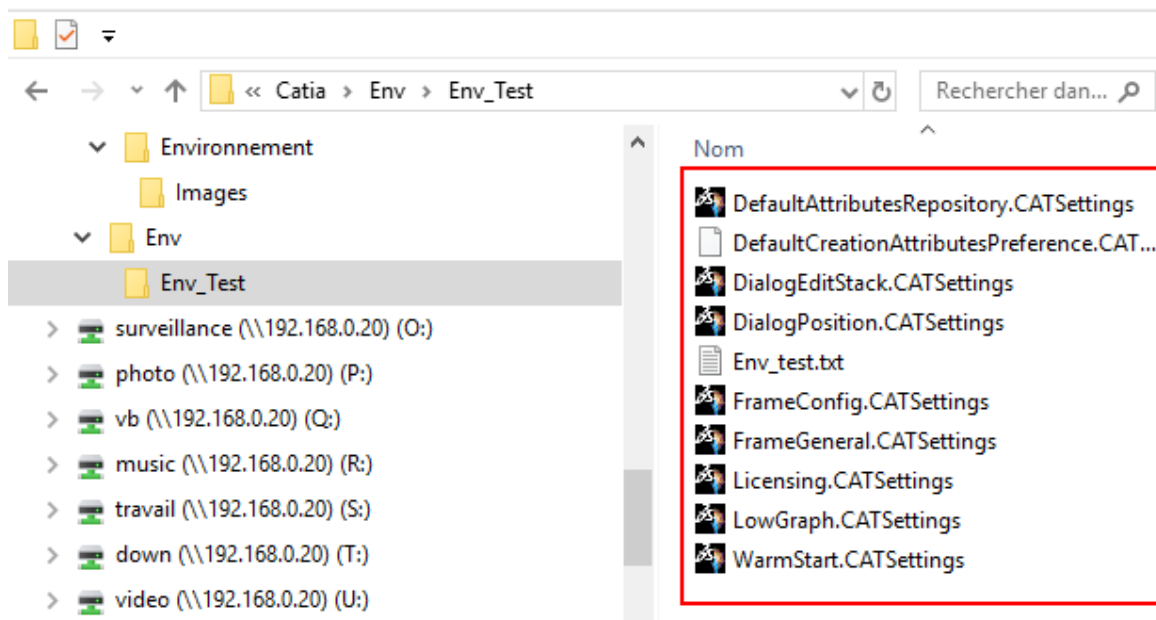 « Catia > Env > Env_Test
Rechercher dan...
Environnement
Images
Env
Env_Test
surveillance (\\192.168.0.20) (O:)
photo (\\192.168.0.20) (P:)
vb (\\192.168.0.20) (Q:)
music (\\192.168.0.20) (R:)
travail (\\192.168.0.20) (S:)
down (\\192.168.0.20) (T:)
video (\\192.168.0.20) (U:)
Nom
DefaultAttributesRepository.CATSettings
DefaultCreationAttributesPreference.CAT...
DialogEditStack.CATSettings
DialogPosition.CATSettings
Env_test.txt
FrameConfig.CATSettings
FrameGeneral.CATSettings
Licensing.CATSettings
LowGraph.CATSettings
WarmStart.CATSettings